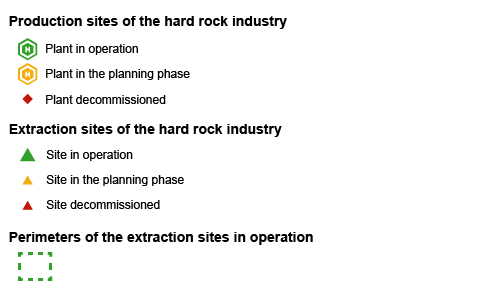 Production sites of the hard rock industry
Plant in operation
Plant in the planning phase
Plant decommissioned
Extraction sites of the hard rock industry
Site in operation
Site in the planning phase
Site decommissioned
Perimeters of the extraction sites in operation